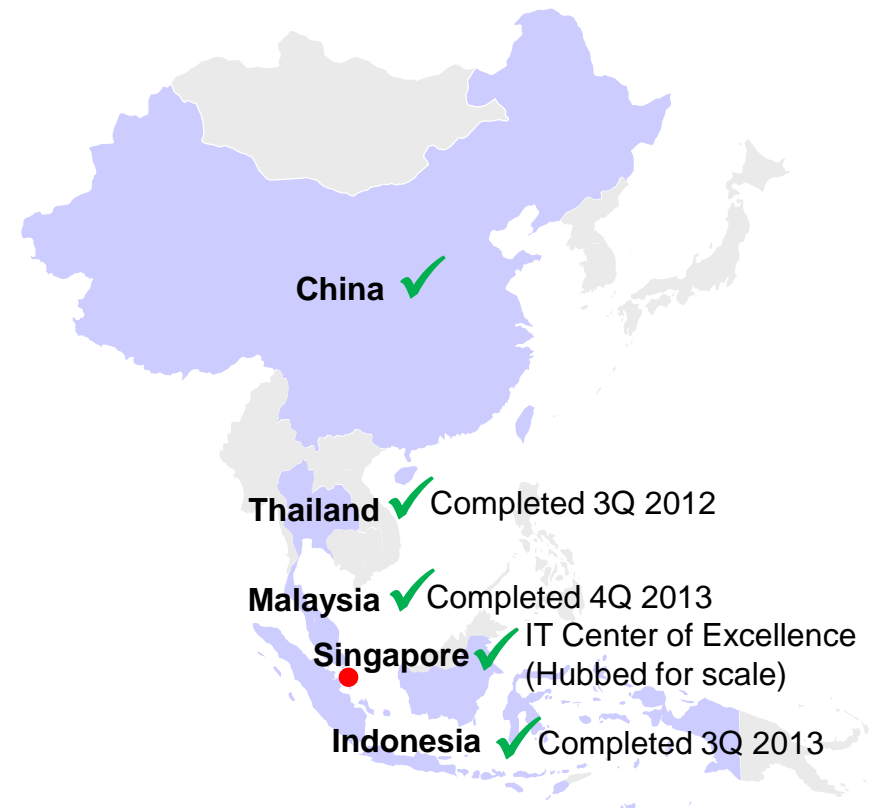 China
Thailand Completed 3Q 2012
Malaysia Completed 4Q 2013
Singapore IT Center of Excellence
(Hubbed for scale)
Indonesia Completed 3Q 2013